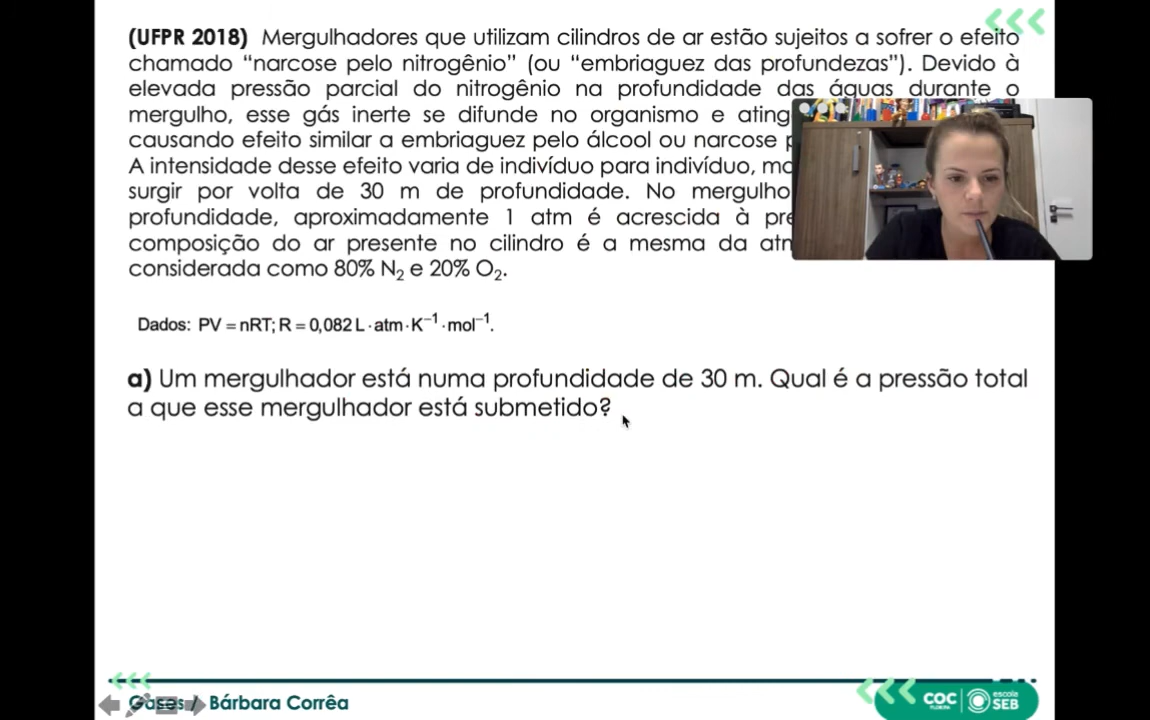 (UFPR 2018) Mergulhadores que utilizam cilindros de ar estão sujeitos a sofrer o efeito
chamado “narcose pelo nitrogênio” (ou “embriaguez das profundezas”). Devido à
elevada pressão parcial do nitrogênio na profundidade das águas durante o
mergulho, esse gás inerte se difunde no organismo e
causando efeito similar a embriaguez pelo álcool ou narcose
A intensidade desse efeito varia de indivíduo para indivíduo,
surgir por volta de 30 m de profundidade. No mergulho
profundidade, aproximadamente 1 atm é acrescida à
composição do ar presente no cilindro é a mesma da
considerada como 80% N₂ e 20% O₂.
Dados: PV = nRT; R = 0,082 L · atm · K⁻¹ · mol⁻¹.
a) Um mergulhador está numa profundidade de 30 m. Qual é a pressão total
a que esse mergulhador está submetido?
Gases / Bárbara Corrêa
COC escola
FLORIPA SEB